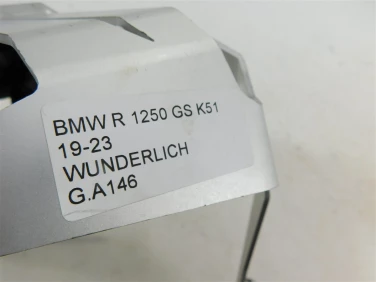 BMW R 1250 GS K51
19-23
WUNDERLICH
G.A146